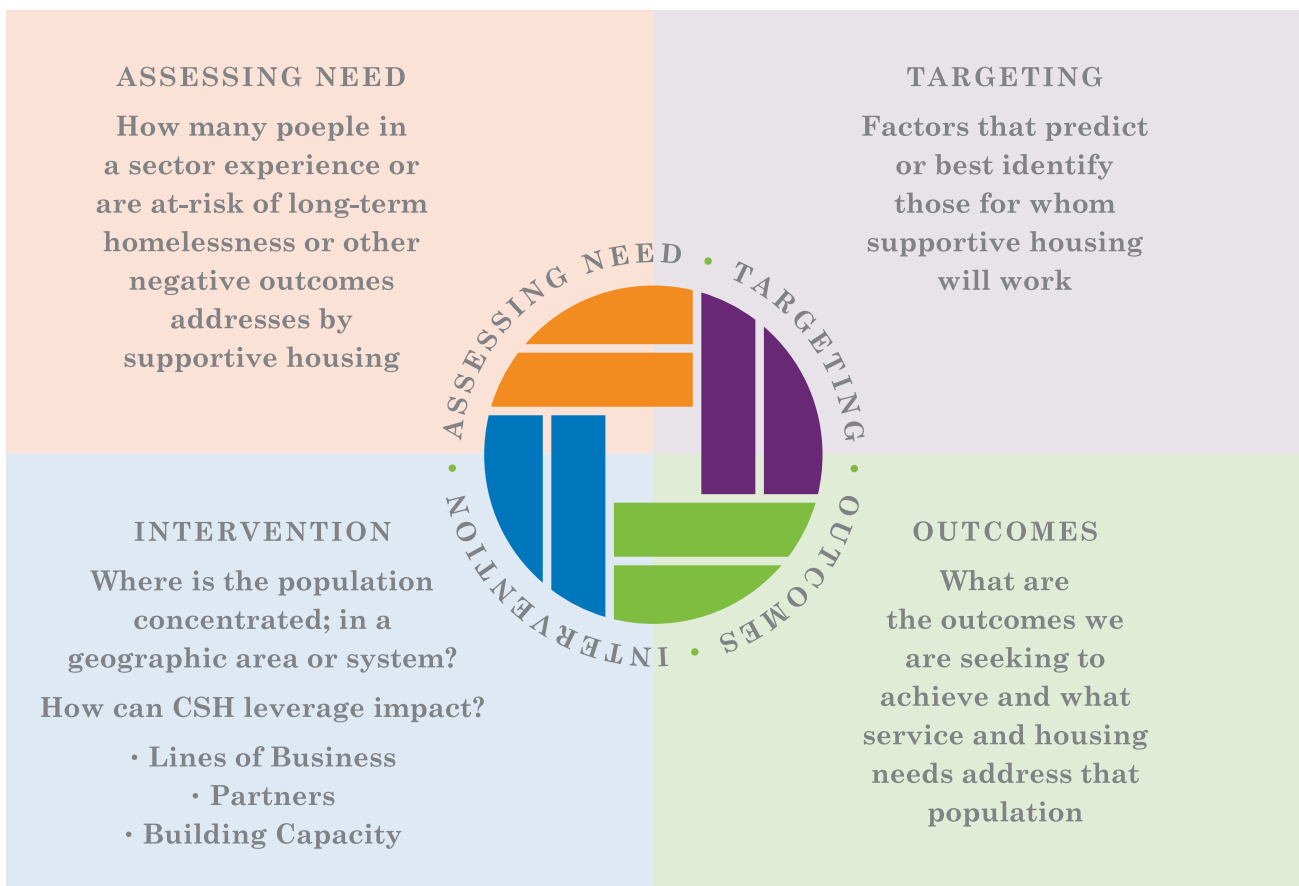 ASSESSING NEED
How many poeple in
a sector experience or
are at-risk of long-term
homelessness or other
negative outcomes
addresses by
supportive housing
TARGETING
Factors that predict
or best identify
those for whom
supportive housing
will work
ASSESSING NEED • TARGETING • OUTCOMES • INTERVENTION •
INTERVENTION
Where is the population
concentrated; in a
geographic area or system?
How can CSH leverage impact?
• Lines of Business
• Partners
• Building Capacity
OUTCOMES
What are
the outcomes we
are seeking to
achieve and what
service and housing
needs address that
population